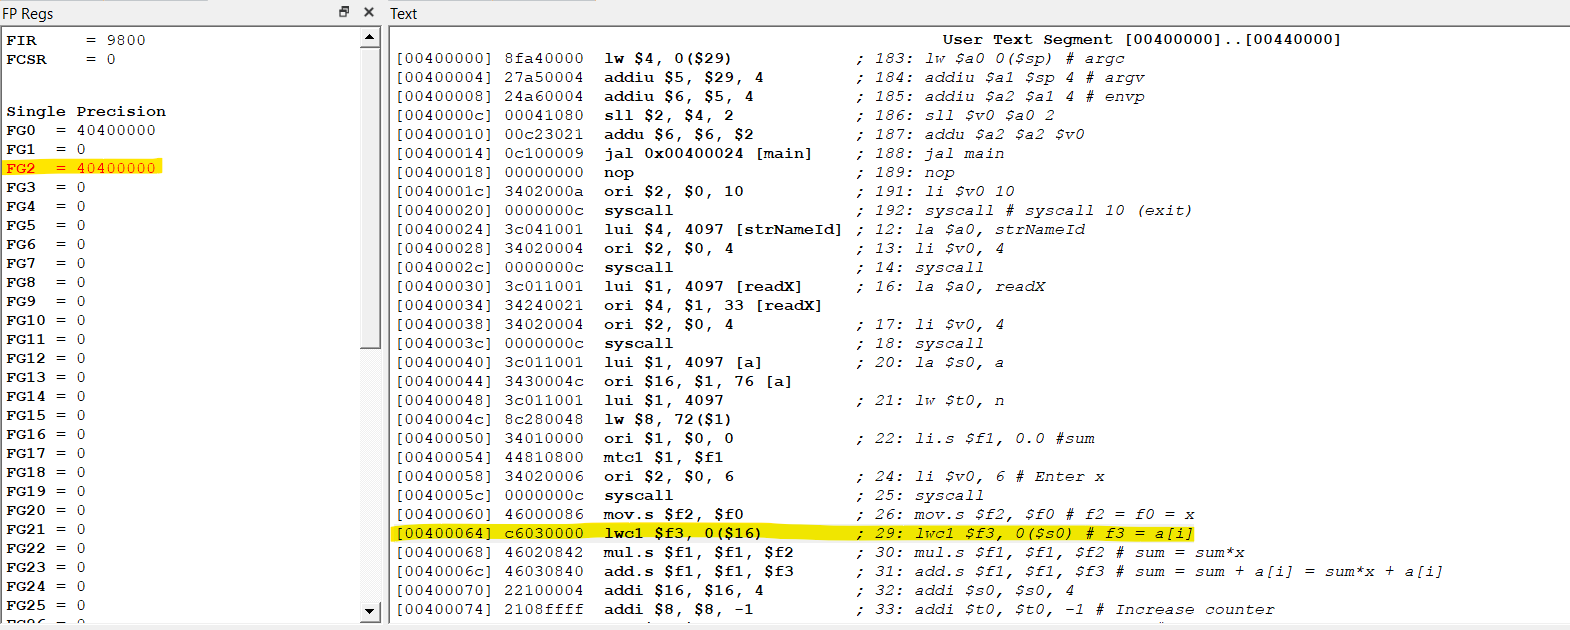 FP Regs
FIR = 9800
FCSR = 0
Single Precision
FG0 = 40400000
FG1 = 0
FG2 = 40400000
FG3 = 0
FG4 = 0
FG5 = 0
FG6 = 0
FG7 = 0
FG8 = 0
FG9 = 0
FG10 = 0
FG11 = 0
FG12 = 0
FG13 = 0
FG14 = 0
FG15 = 0
FG16 = 0
FG17 = 0
FG18 = 0
FG19 = 0
FG20 = 0
FG21 = 0
FG22 = 0
FG23 = 0
FG24 = 0
FG25 = 0
Text
User Text Segment [00400000]..[00440000]
[00400000] 8fa40000 lw $4, 0($29) ; 183: lw $a0 0($sp) # argc
[00400004] 27a50004 addiu $5, $29, 4 ; 184: addiu $a1 $sp 4 # argv
[00400008] 24a60004 addiu $6, $5, 4 ; 185: addiu $a2 $a1 4 # envp
[0040000c] 00041080 sll $2, $4, 2 ; 186: sll $v0 $a0 2
[00400010] 00c23021 addu $6, $6, $2 ; 187: addu $a2 $a2 $v0
[00400014] 0c100009 jal 0x00400024 [main] ; 188: jal main
[00400018] 00000000 nop ; 189: nop
[0040001c] 3402000a ori $2, $0, 10 ; 191: li $v0 10
[00400020] 0000000c syscall ; 192: syscall # syscall 10 (exit)
[00400024] 3c041001 lui $4, 4097 [strNameId] ; 12: la $a0, strNameId
[00400028] 34020004 ori $2, $0, 4 ; 13: li $v0, 4
[0040002c] 0000000c syscall ; 14: syscall
[00400030] 3c011001 lui $1, 4097 [readX] ; 16: la $a0, readX
[00400034] 34240021 ori $4, $1, 33 [readX]
[00400038] 34020004 ori $2, $0, 4 ; 17: li $v0, 4
[0040003c] 0000000c syscall ; 18: syscall
[00400040] 3c011001 lui $1, 4097 [a] ; 20: la $s0, a
[00400044] 3430004c ori $16, $1, 76 [a]
[00400048] 3c011001 lui $1, 4097 ; 21: lw $t0, n
[0040004c] 8c280048 lw $8, 72($1)
[00400050] 34010000 ori $1, $0, 0 ; 22: li.s $f1, 0.0 #sum
[00400054] 44810800 mtc1 $1, $f1
[00400058] 34020006 ori $2, $0, 6 ; 24: li $v0, 6 # Enter x
[0040005c] 0000000c syscall ; 25: syscall
[00400060] 46000086 mov.s $f2, $f0 ; 26: mov.s $f2, $f0 # f2 = f0 = x
[00400064] c6030000 lwc1 $f3, 0($16) ; 29: lwc1 $f3, 0($s0) # f3 = a[i]
[00400068] 46020842 mul.s $f1, $f1, $f2 ; 30: mul.s $f1, $f1, $f2 # sum = sum*x
[0040006c] 46030840 add.s $f1, $f1, $f3 ; 31: add.s $f1, $f1, $f3 # sum = sum + a[i] = sum*x + a[i]
[00400070] 22100004 addi $16, $16, 4 ; 32: addi $s0, $s0, 4
[00400074] 2108ffff addi $8, $8, -1 ; 33: addi $t0, $t0, -1 # Increase counter